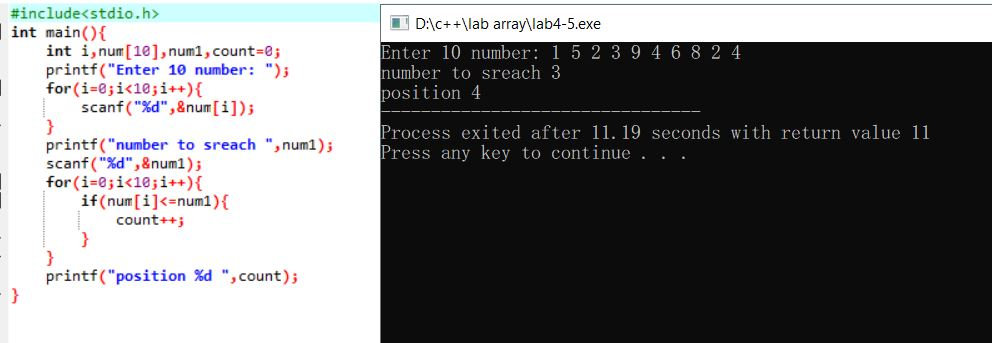 #include<stdio.h>
int main(){
    int i,num[10],num1,count=0;
    printf("Enter 10 number: ");
    for(i=0;i<10;i++){
        scanf("%d",&num[i]);
    }
    printf("number to sreach ",num1);
    scanf("%d",&num1);
    for(i=0;i<10;i++){
        if(num[i]<=num1){
            count++;
        }
    }
    printf("position %d ",count);
}
D:\c++\lab array\lab4-5.exe
Enter 10 number: 1 5 2 3 9 4 6 8 2 4
number to sreach 3
position 4
--------------------------------
Process exited after 11.19 seconds with return value 11
Press any key to continue . . .